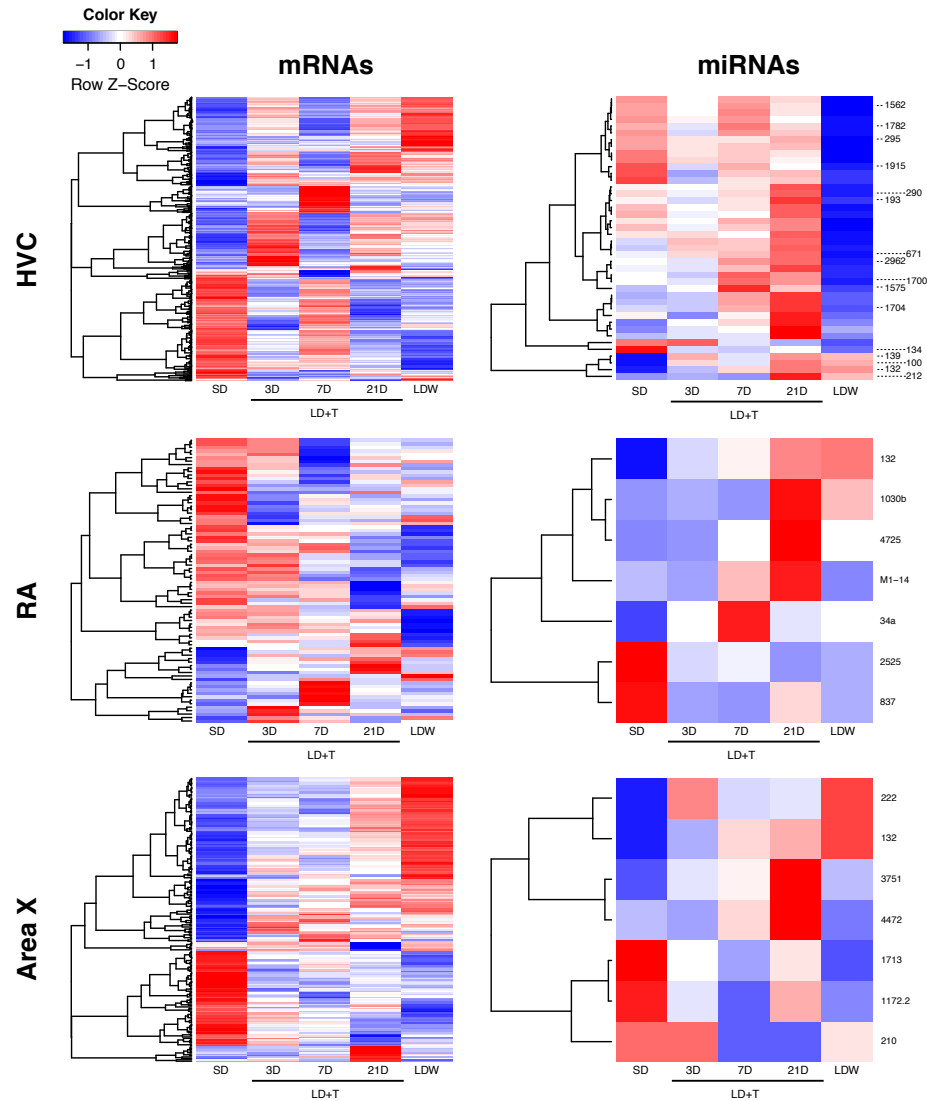 Color Key
−1 0 1
Row Z−Score
mRNAs
miRNAs
HVC
1562
1782
295
1915
290
193
671
2962
1700
1575
1704
134
139
100
132
212
SD 3D 7D 21D LDW
LD+T
SD 3D 7D 21D LDW
LD+T
RA
132
1030b
4725
M1−14
34a
2525
837
SD 3D 7D 21D LDW
LD+T
SD 3D 7D 21D LDW
LD+T
Area X
222
132
3751
4472
1713
1172.2
210
SD 3D 7D 21D LDW
LD+T
SD 3D 7D 21D LDW
LD+T